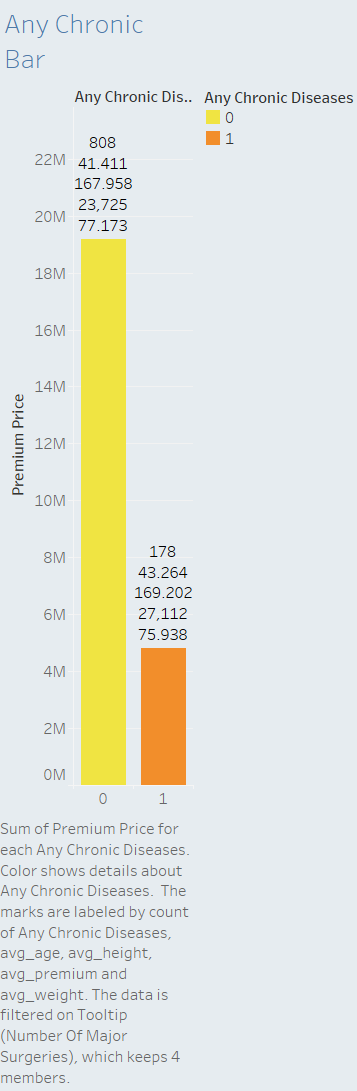 Any Chronic
Bar
Any Chronic Dis..
Any Chronic Diseases
0
1
808
41.411
167.958
23,725
77.173
178
43.264
169.202
27,112
75.938
22M
20M
18M
16M
14M
12M
10M
8M
6M
4M
2M
0M
Premium Price
0
1
Sum of Premium Price for
each Any Chronic Diseases.
Color shows details about
Any Chronic Diseases. The
marks are labeled by count
of Any Chronic Diseases,
avg_age, avg_height,
avg_premium and
avg_weight. The data is
filtered on Tooltip
(Number Of Major
Surgeries), which keeps 4
members.